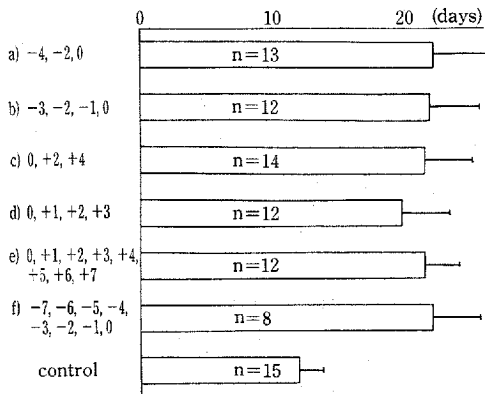 0 10 20 (days)
a) −4, −2, 0 n=13
b) −3, −2, −1, 0 n=12
c) 0, +2, +4 n=14
d) 0, +1, +2, +3 n=12
e) 0, +1, +2, +3, +4,
+5, +6, +7 n=12
f) −7, −6, −5, −4,
−3, −2, −1, 0 n=8
control n=15